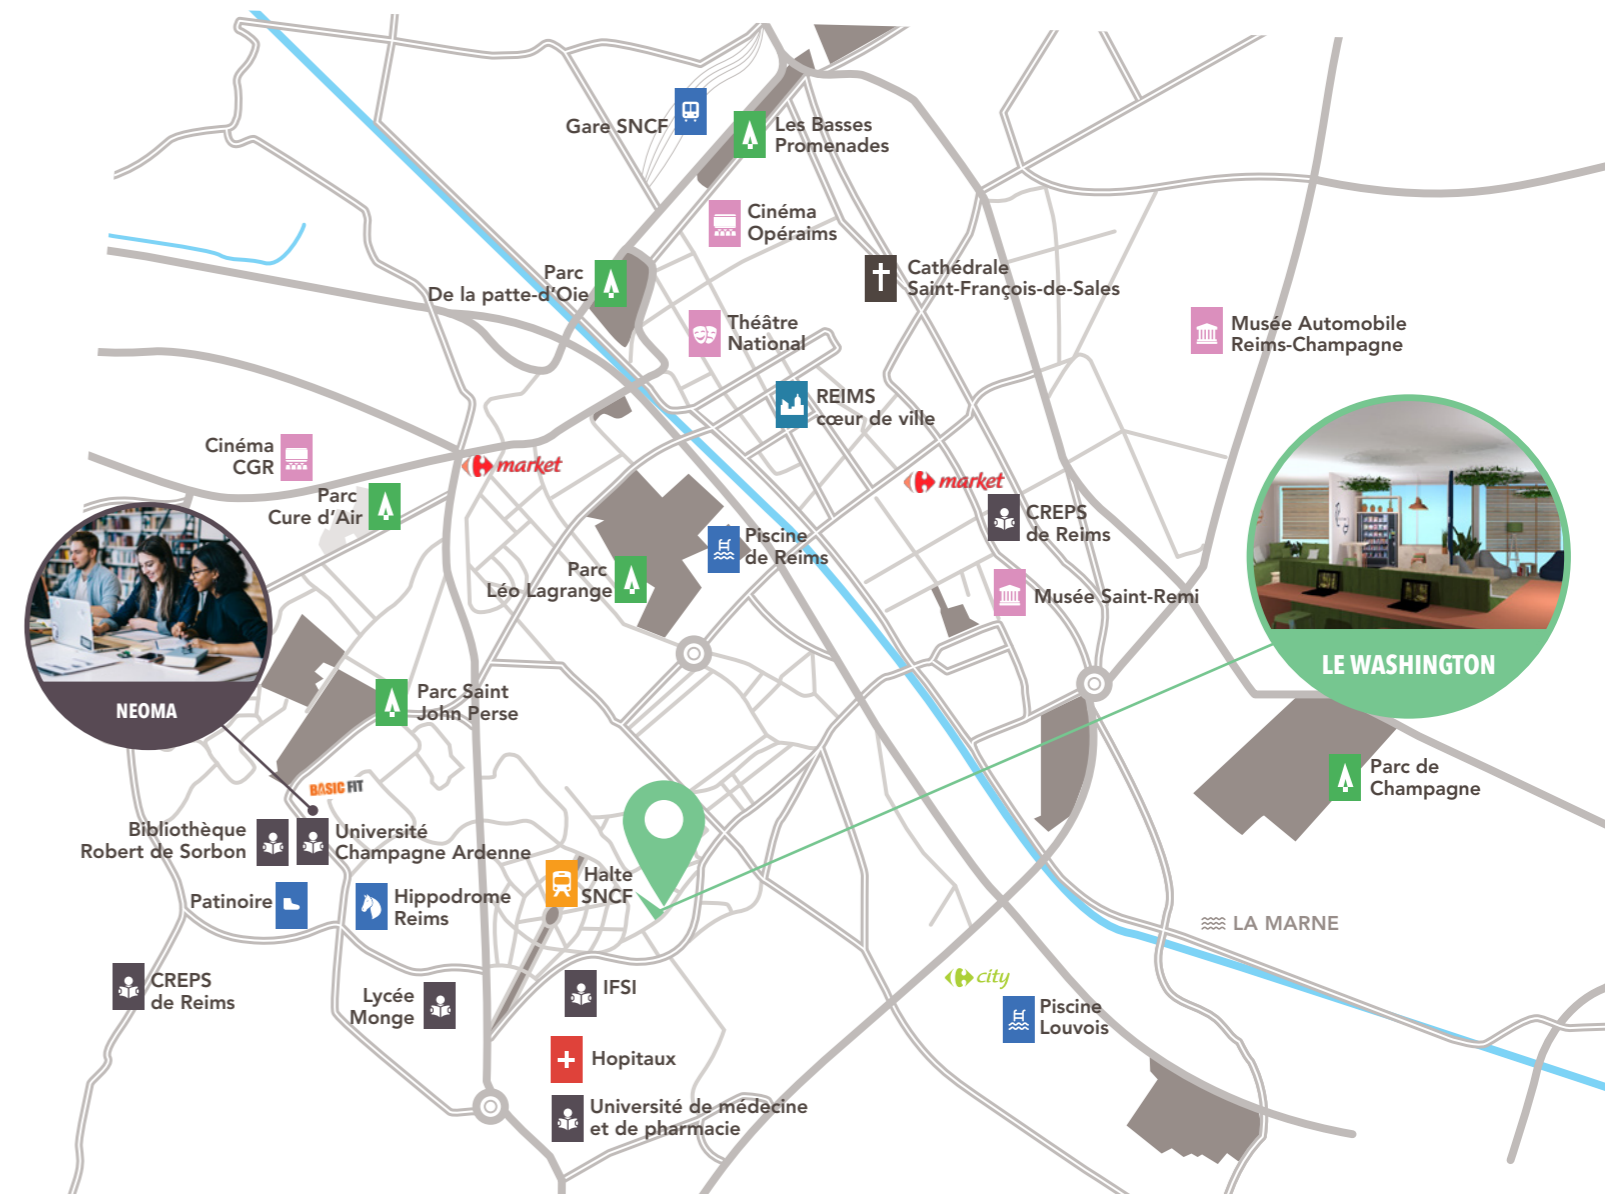 Gare SNCF
Les Basses
Promenades
Cinéma
Opéraims
Parc
De la patte-d'Oie
Cathédrale
Saint-François-de-Sales
Théâtre
National
Musée Automobile
Reims-Champagne
REIMS
cœur de ville
Cinéma
CGR
market
market
Parc
Cure d'Air
CREPS
de Reims
Piscine
de Reims
Parc
Léo Lagrange
Musée Saint-Remi
LE WASHINGTON
NEOMA
Parc Saint
John Perse
Parc de
Champagne
BASIC FIT
Bibliothèque
Robert de Sorbon
Université
Champagne Ardenne
Halte
SNCF
Patinoire
Hippodrome
Reims
LA MARNE
CREPS
de Reims
Lycée
Monge
IFSI
city
Piscine
Louvois
Hopitaux
Université de médecine
et de pharmacie